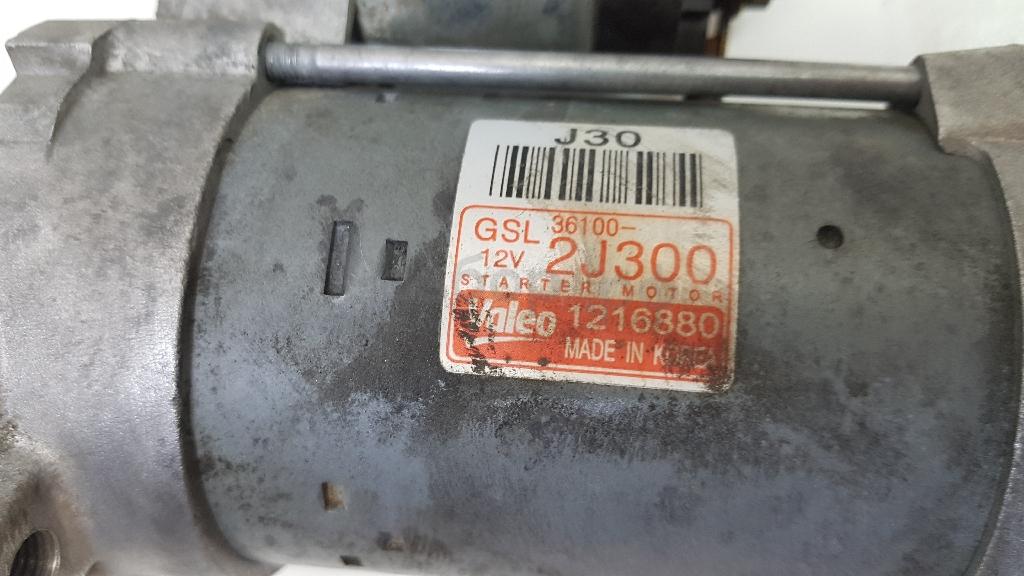 J30
GSL 36100-
12V 2J300
STARTER MOTOR
Valeo 1216880
MADE IN KOREA